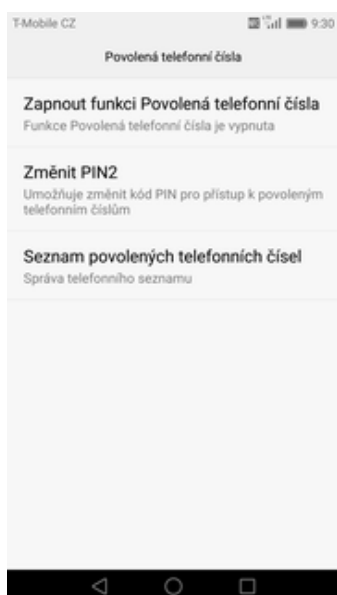 T-Mobile CZ 9:30
Povolená telefonní čísla
Zapnout funkci Povolená telefonní čísla
Funkce Povolená telefonní čísla je vypnuta
Změnit PIN2
Umožňuje změnit kód PIN pro přístup k povoleným
telefonním číslům
Seznam povolených telefonních čísel
Správa telefonního seznamu